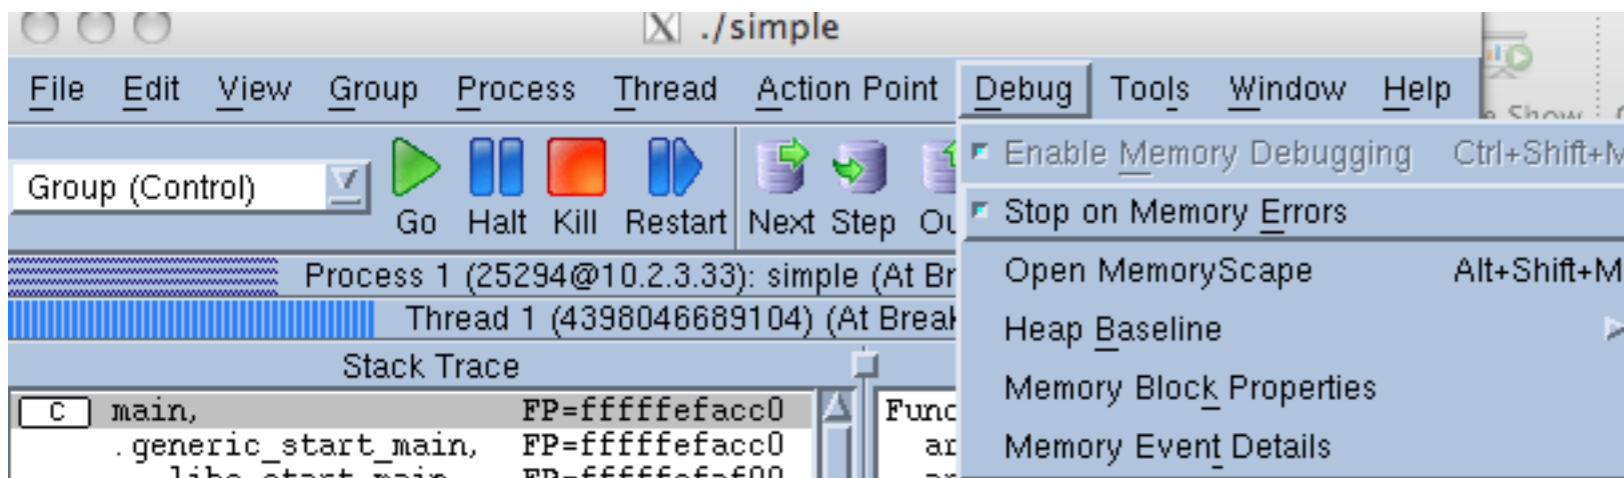 ./simple
File Edit View Group Process Thread Action Point Debug Tools Window Help
Show
Group (Control)
Go Halt Kill Restart Next Step
Enable Memory Debugging Ctrl+Shift+M
Stop on Memory Errors
Open MemoryScape Alt+Shift+M
Heap Baseline
Memory Block Properties
Memory Event Details
Process 1 (25294@10.2.3.33): simple (At Br
Thread 1 (4398046689104) (At Break
Stack Trace
C main, FP=fffffefacc0
.generic_start_main, FP=fffffefacc0
Func